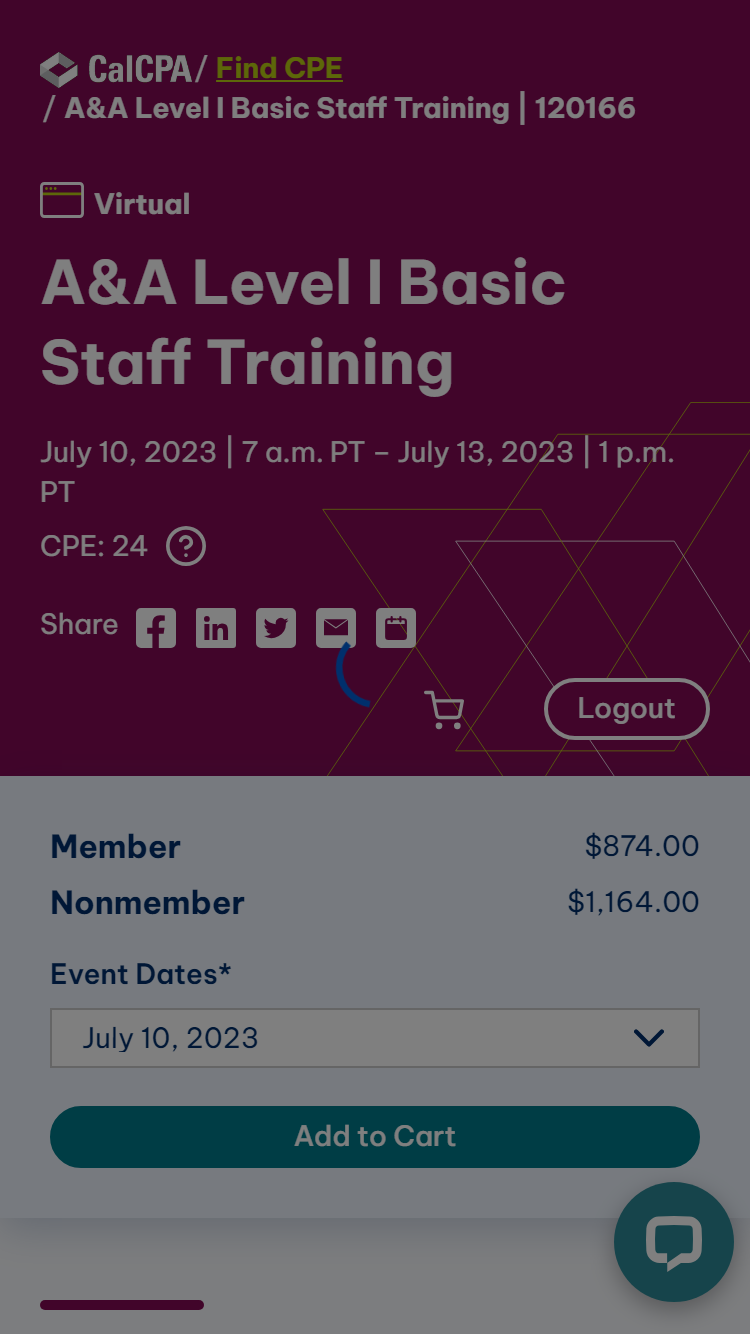 CalCPA / Find CPE
/ A&A Level I Basic Staff Training | 120166
Virtual
A&A Level I Basic
Staff Training
July 10, 2023 | 7 a.m. PT – July 13, 2023 | 1 p.m.
PT
CPE: 24 ?
Share
Logout
Member $874.00
Nonmember $1,164.00
Event Dates*
July 10, 2023
Add to Cart